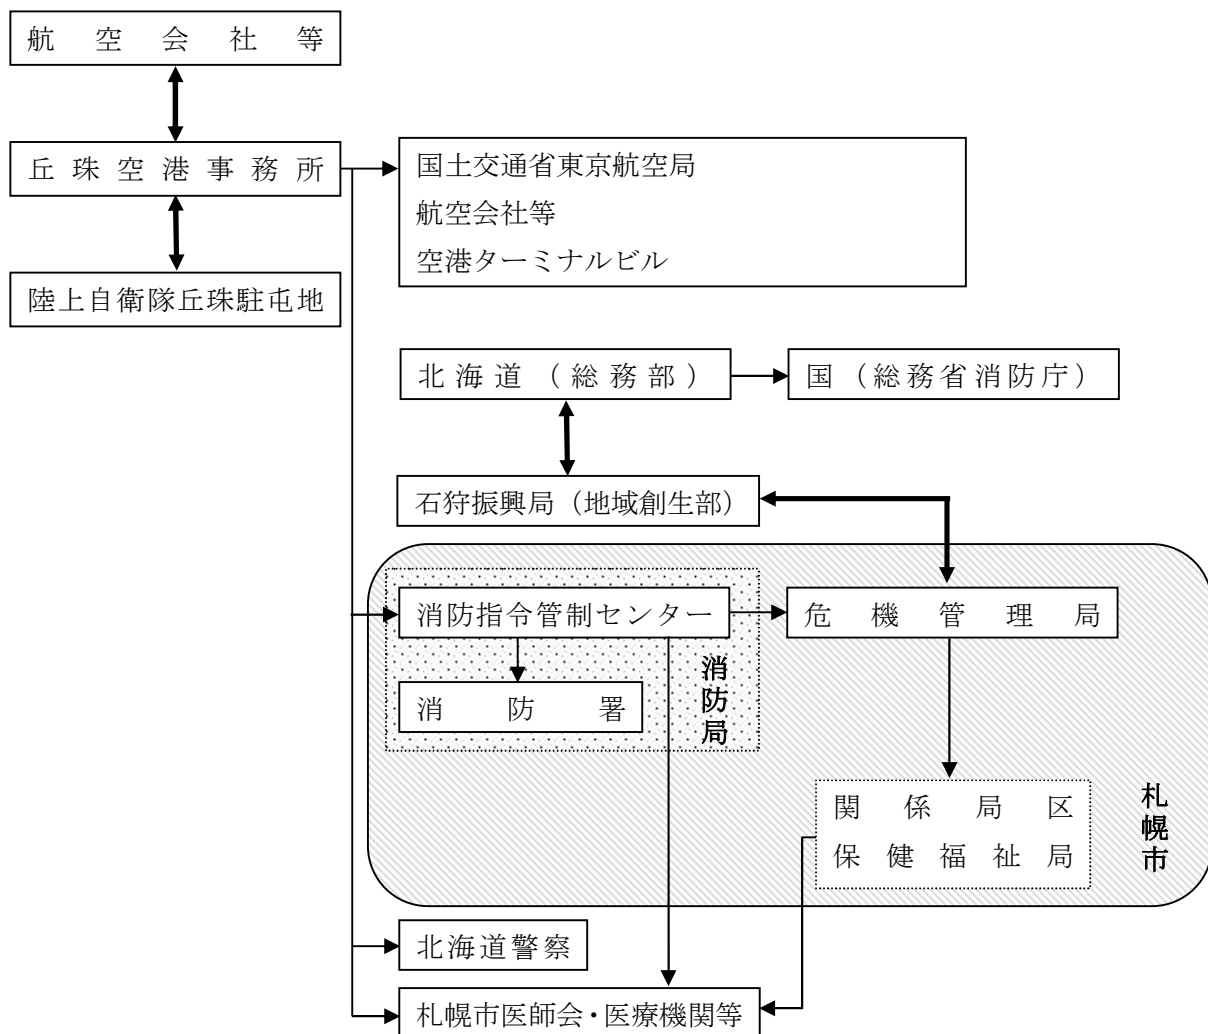 航空会社等
丘珠空港事務所
国土交通省東京航空局
航空会社等
空港ターミナルビル
陸上自衛隊丘珠駐屯地
北海道（総務部）
国（総務省消防庁）
石狩振興局（地域創生部）
消防指令管制センター
危機管理局
消防局
消防署
関係局区
保健福祉局
札幌市
北海道警察
札幌市医師会・医療機関等